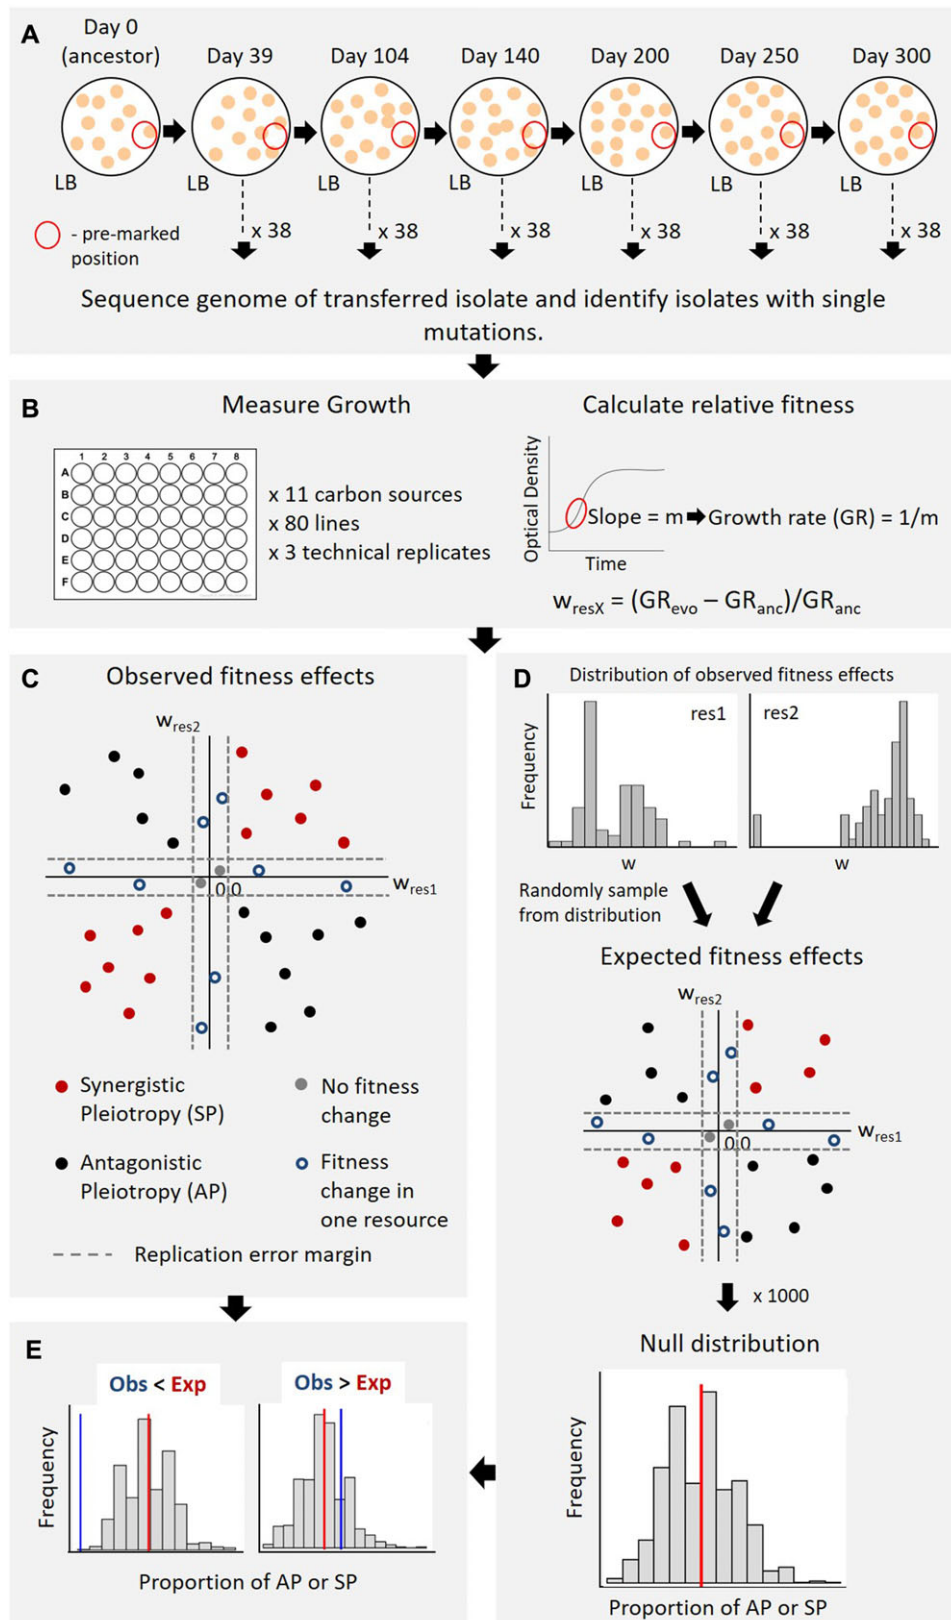 A
Day 0
(ancestor)
Day 39
Day 104
Day 140
Day 200
Day 250
Day 300
LB
LB
LB
LB
LB
LB
LB
- pre-marked
position
x 38
x 38
x 38
x 38
x 38
x 38
Sequence genome of transferred isolate and identify isolates with single
mutations.
B
Measure Growth
1 2 3 4 5 6 7 8
A
B
C
D
E
F
x 11 carbon sources
x 80 lines
x 3 technical replicates
Calculate relative fitness
Optical Density
Slope = m
Growth rate (GR) = 1/m
Time
wresX = (GRevo – GRanc)/GRanc
C
Observed fitness effects
wres2
wres1
0.0
Synergistic
Pleiotropy (SP)
No fitness
change
Antagonistic
Pleiotropy (AP)
Fitness
change in
one resource
Replication error margin
D
Distribution of observed fitness effects
res1
res2
Frequency
w
w
Randomly sample
from distribution
Expected fitness effects
wres2
wres1
0.0
x 1000
Null distribution
Frequency
Proportion of AP or SP
E
Obs < Exp
Obs > Exp
Frequency
Proportion of AP or SP